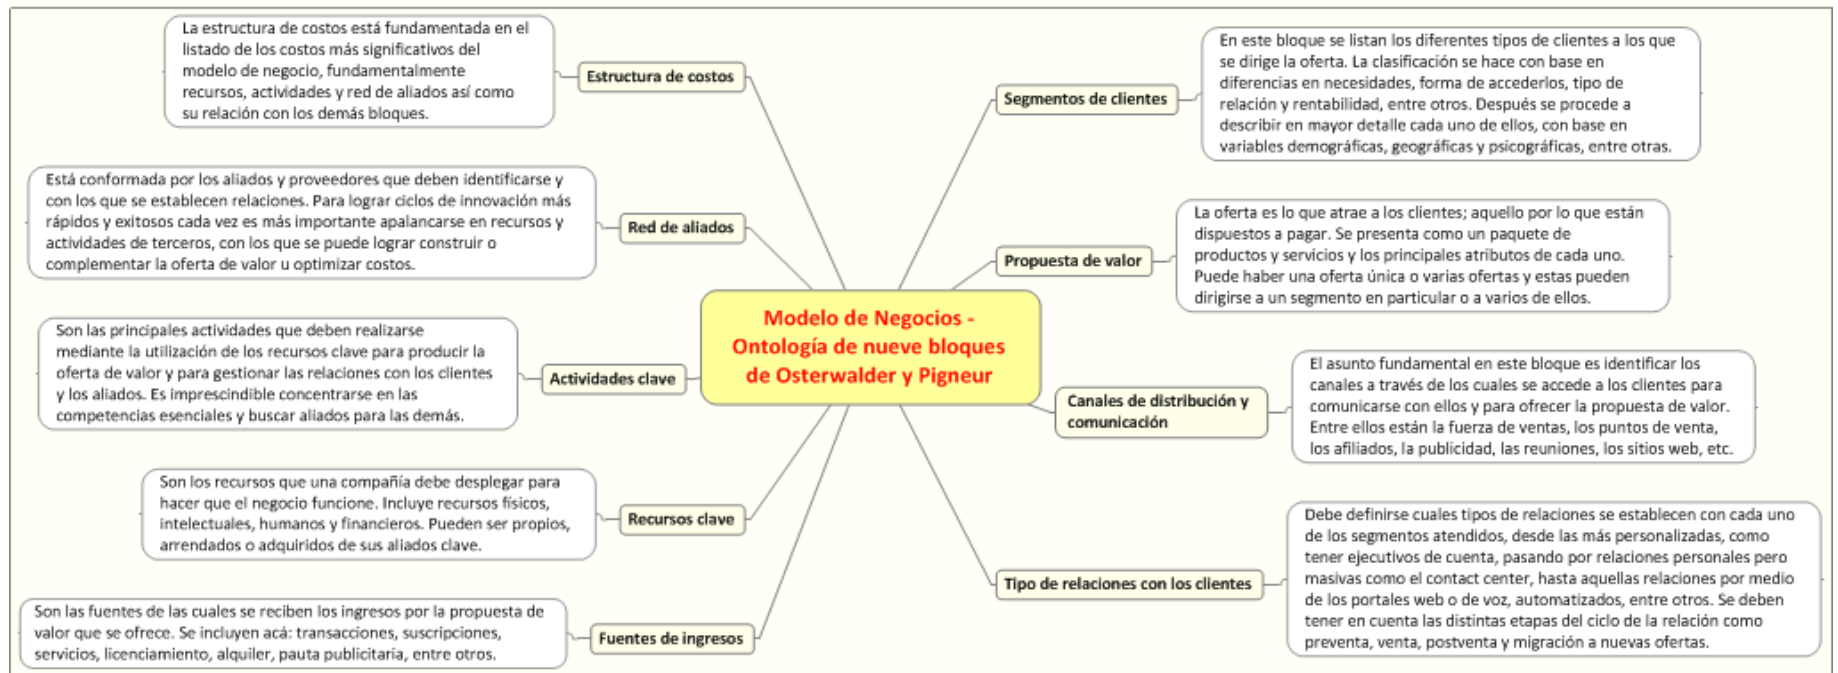 La estructura de costos está fundamentada en el
listado de los costos más significativos del
modelo de negocio, fundamentalmente
recursos, actividades y red de aliados así como
su relación con los demás bloques.
Estructura de costos
Está conformada por los aliados y proveedores que deben identificarse y
con los que se establecen relaciones. Para lograr ciclos de innovación más
rápidos y exitosos cada vez es más importante apalancarse en recursos y
actividades de terceros, con los que se puede lograr construir o
complementar la oferta de valor u optimizar costos.
Red de aliados
Son las principales actividades que deben realizarse
mediante la utilización de los recursos clave para producir la
oferta de valor y para gestionar las relaciones con los clientes
y los aliados. Es imprescindible concentrarse en las
competencias esenciales y buscar aliados para las demás.
Actividades clave
Son los recursos que una compañía debe desplegar para
hacer que el negocio funcione. Incluye recursos físicos,
intelectuales, humanos y financieros. Pueden ser propios,
arrendados o adquiridos de sus aliados clave.
Recursos clave
Son las fuentes de las cuales se reciben los ingresos por la propuesta de
valor que se ofrece. Se incluyen acá: transacciones, suscripciones,
servicios, licenciamiento, alquiler, pauta publicitaria, entre otros.
Fuentes de ingresos
Modelo de Negocios -
Ontología de nueve bloques
de Osterwalder y Pigneur
Segmentos de clientes
En este bloque se listan los diferentes tipos de clientes a los que
se dirige la oferta. La clasificación se hace con base en
diferencias en necesidades, forma de accederlos, tipo de
relación y rentabilidad, entre otros. Después se procede a
describir en mayor detalle cada uno de ellos, con base en
variables demográficas, geográficas y psicográficas, entre otras.
Propuesta de valor
La oferta es lo que atrae a los clientes; aquello por lo que están
dispuestos a pagar. Se presenta como un paquete de
productos y servicios y los principales atributos de cada uno.
Puede haber una oferta única o varias ofertas y estas pueden
dirigirse a un segmento en particular o a varios de ellos.
Canales de distribución y
comunicación
El asunto fundamental en este bloque es identificar los
canales a través de los cuales se accede a los clientes para
comunicarse con ellos y para ofrecer la propuesta de valor.
Entre ellos están la fuerza de ventas, los puntos de venta,
los afiliados, la publicidad, las reuniones, los sitios web, etc.
Tipo de relaciones con los clientes
Debe definirse cuales tipos de relaciones se establecen con cada uno
de los segmentos atendidos, desde las más personalizadas, como
tener ejecutivos de cuenta, pasando por relaciones personales pero
masivas como el contact center, hasta aquellas relaciones por medio
de los portales web o de voz, automatizados, entre otros. Se deben
tener en cuenta las distintas etapas del ciclo de la relación como
preventa, venta, postventa y migración a nuevas ofertas.